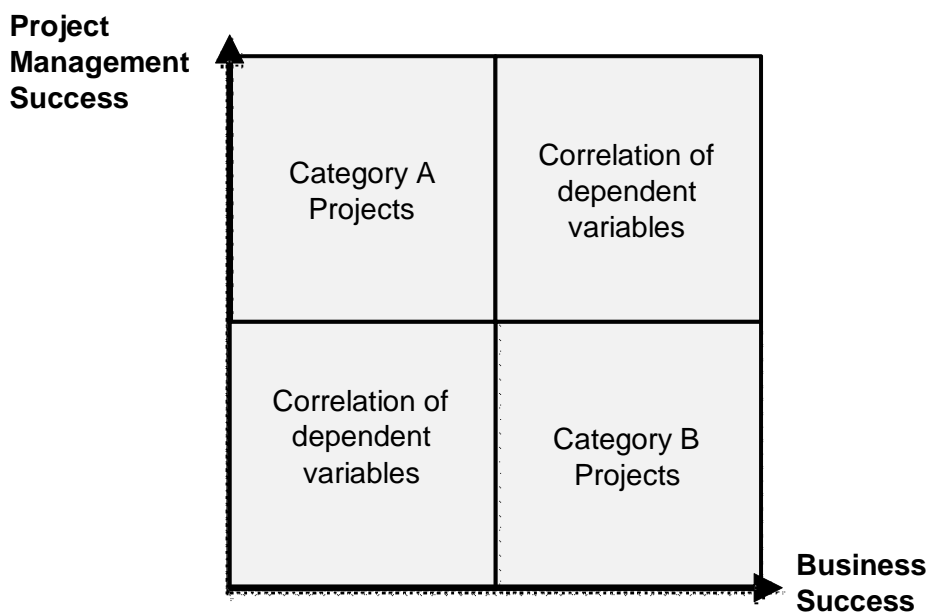 Project
Management
Success
Category A
Projects
Correlation of
dependent
variables
Correlation of
dependent
variables
Category B
Projects
Business
Success